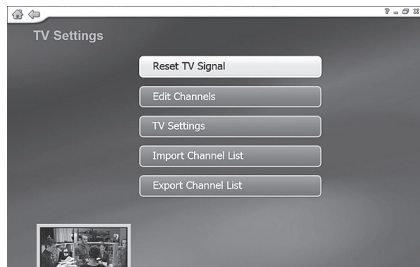 TV Settings
Reset TV Signal
Edit Channels
TV Settings
Import Channel List
Export Channel List